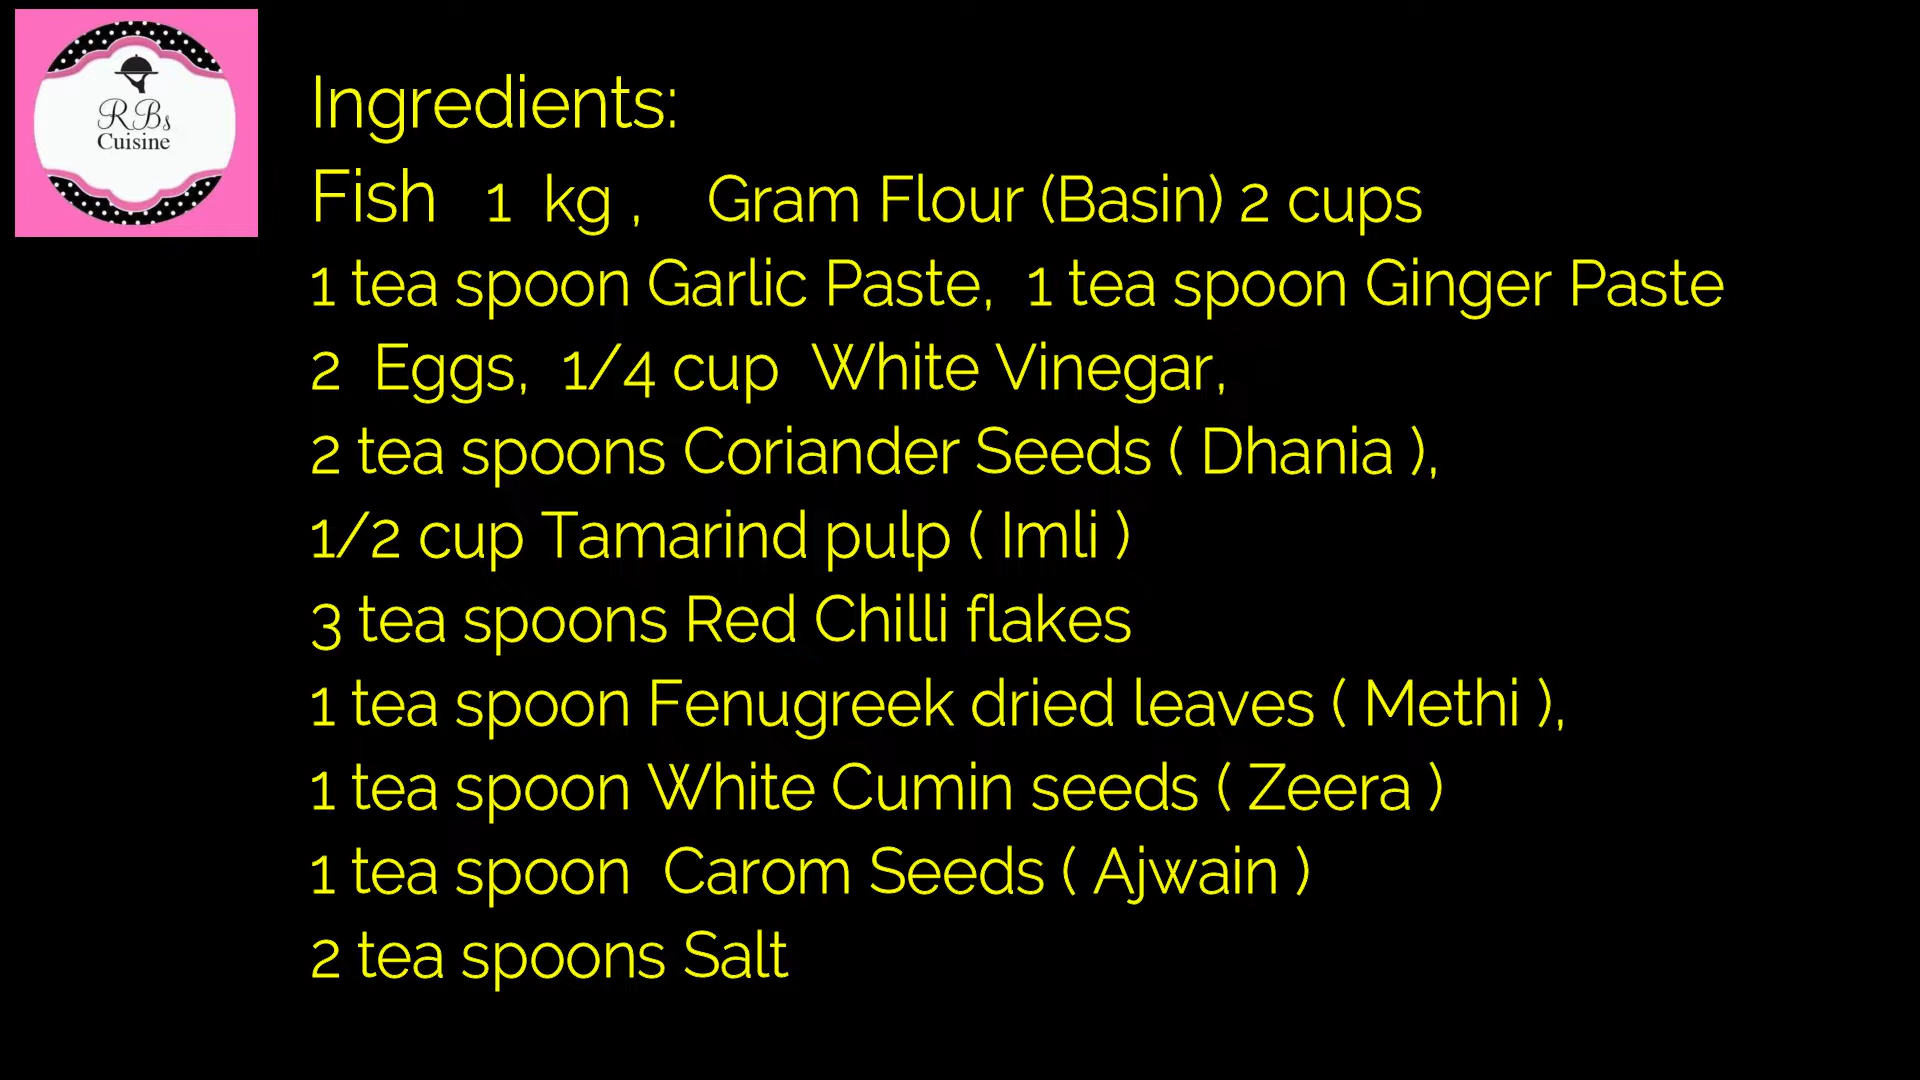 RBs
Cuisine
Ingredients:
Fish 1 kg , Gram Flour (Basin) 2 cups
1 tea spoon Garlic Paste, 1 tea spoon Ginger Paste
2 Eggs, 1/4 cup White Vinegar,
2 tea spoons Coriander Seeds ( Dhania ),
1/2 cup Tamarind pulp ( Imli )
3 tea spoons Red Chilli flakes
1 tea spoon Fenugreek dried leaves ( Methi ),
1 tea spoon White Cumin seeds ( Zeera )
1 tea spoon Carom Seeds ( Ajwain )
2 tea spoons Salt